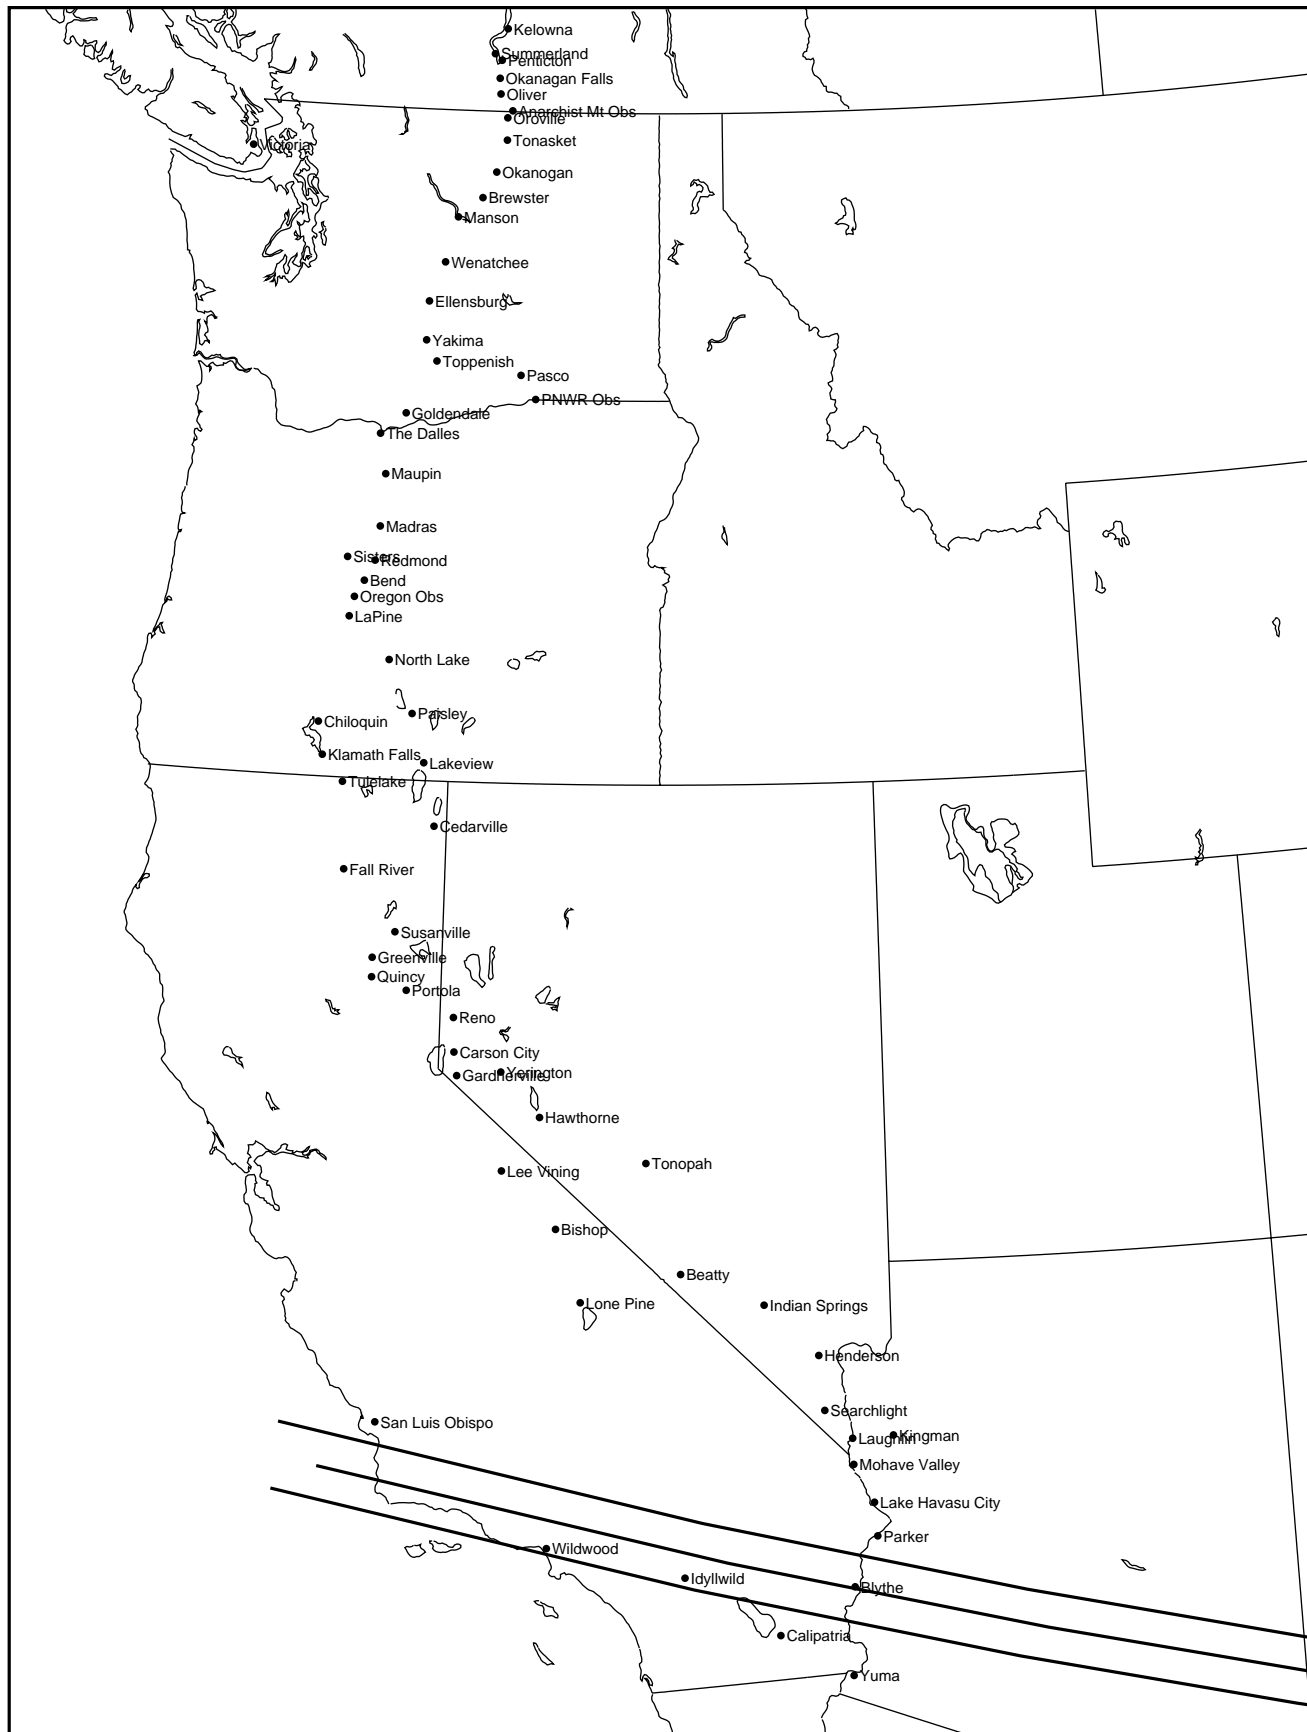 Kelowna
Summerland
Penticton
Okanagan Falls
Oliver
Anarchist Mt Obs
Oroville
Victoria
Tonasket
Okanogan
Brewster
Manson
Wenatchee
Ellensburg
Yakima
Toppenish
Pasco
PNWR Obs
Goldendale
The Dalles
Maupin
Madras
Sisters
Redmond
Bend
Oregon Obs
LaPine
North Lake
Paisley
Chiloquin
Klamath Falls
Lakeview
Tulelake
Cedarville
Fall River
Susanville
Greenville
Quincy
Portola
Reno
Carson City
Yerington
Gardnerville
Hawthorne
Tonopah
Lee Vining
Bishop
Beatty
Lone Pine
Indian Springs
Henderson
Searchlight
San Luis Obispo
Kingman
Laughlin
Mohave Valley
Lake Havasu City
Parker
Wildwood
Idyllwild
Blythe
Calipatria
Yuma